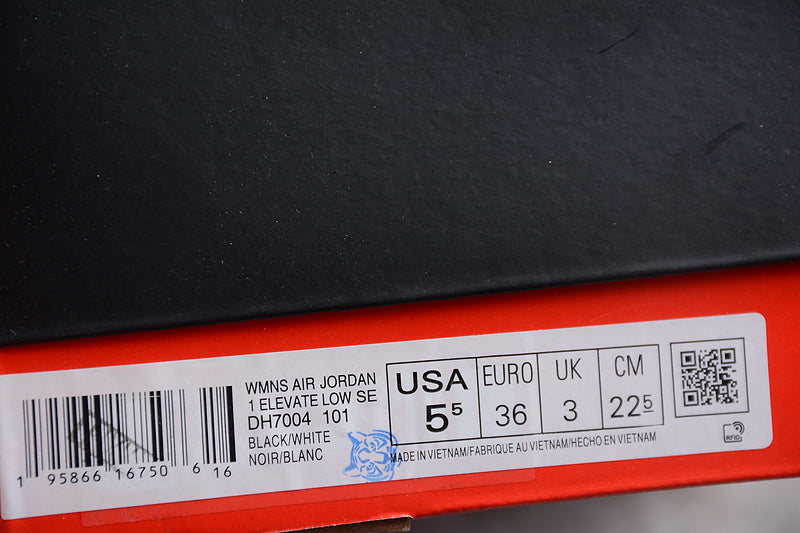 WMNS AIR JORDAN
1 ELEVATE LOW SE
DH7004 101
BLACK/WHITE
NOIR/BLANC
USA
5⁵
EURO
36
UK
3
CM
22⁵
MADE IN VIETNAM/FABRIQUE AU VIETNAM/HECHO EN VIETNAM
1 95866 16750 6 16
RFID